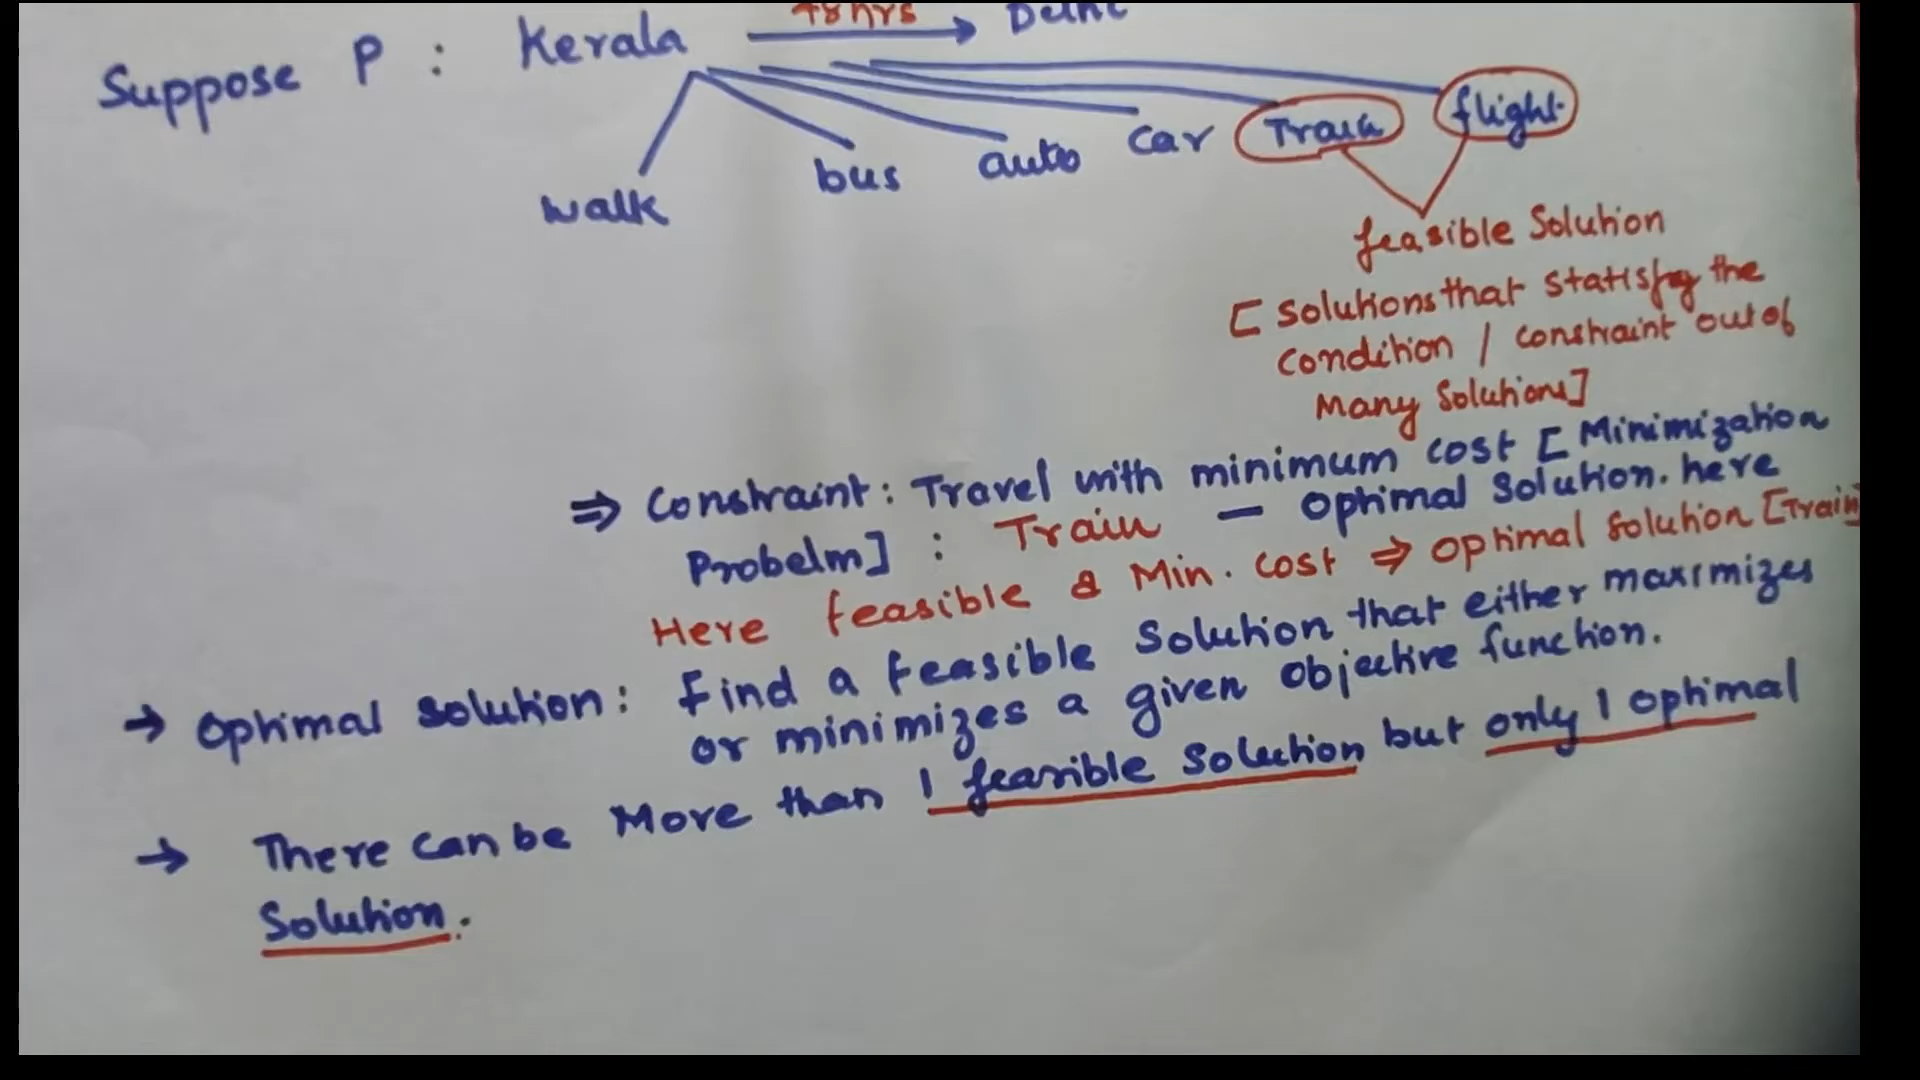 Suppose P : Kerala 48hrs → Delhi
walk bus auto car Train flight
feasible Solution
[ Solutions that statisfy the
condition / constraint out of
Many Solutions]
⇒ Constraint : Travel with minimum cost [ Minimization
Probelm] : Train – Optimal Solution. here
Here feasible & Min. cost ⇒ optimal solution [Train]
→ Optimal solution : Find a feasible solution that either maximizes
or minimizes a given objective function.
→ There can be More than 1 feasible solution but only 1 optimal
Solution.